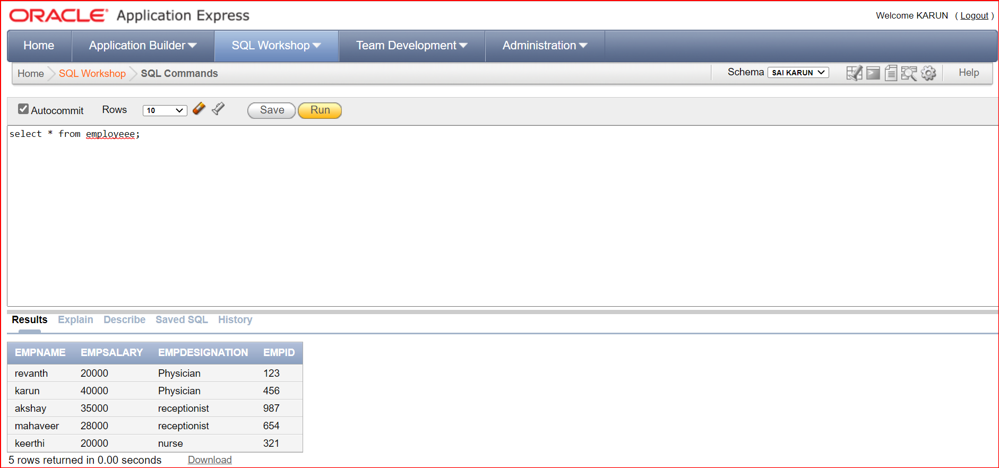 ORACLE Application Express
Welcome KARUN ( Logout )
Home Application Builder SQL Workshop Team Development Administration
Home SQL Workshop SQL Commands Schema SAI KARUN Help
Autocommit Rows 10 Save Run
select * from employeee;
Results Explain Describe Saved SQL History
EMPNAME EMPSALARY EMPDESIGNATION EMPID
revanth 20000 Physician 123
karun 40000 Physician 456
akshay 35000 receptionist 987
mahaveer 28000 receptionist 654
keerthi 20000 nurse 321
5 rows returned in 0.00 seconds Download